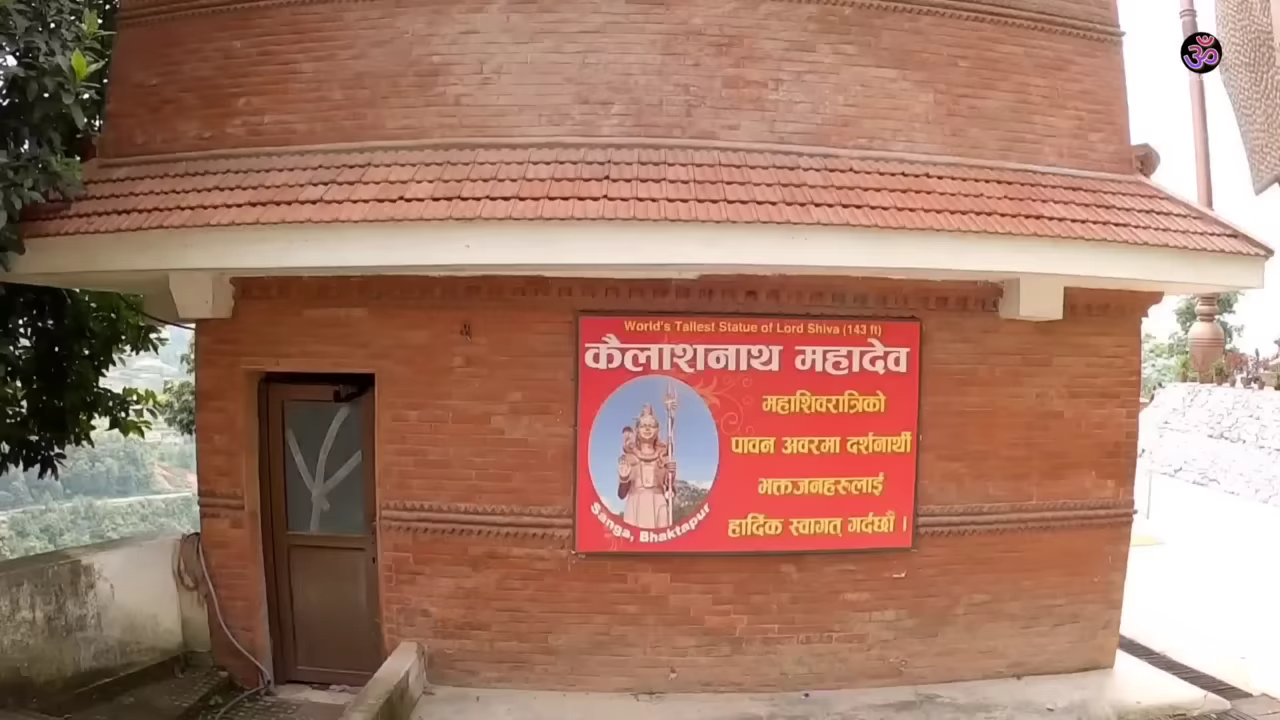 World's Tallest Statue of Lord Shiva (143 ft)
कैलाशनाथ महादेव
महाशिवरात्रिको
पावन अवरमा दर्शनार्थी
भक्तजनहरुलाई
हार्दिक स्वागत् गर्दछौं ।
Sanga, Bhaktapur
ॐ